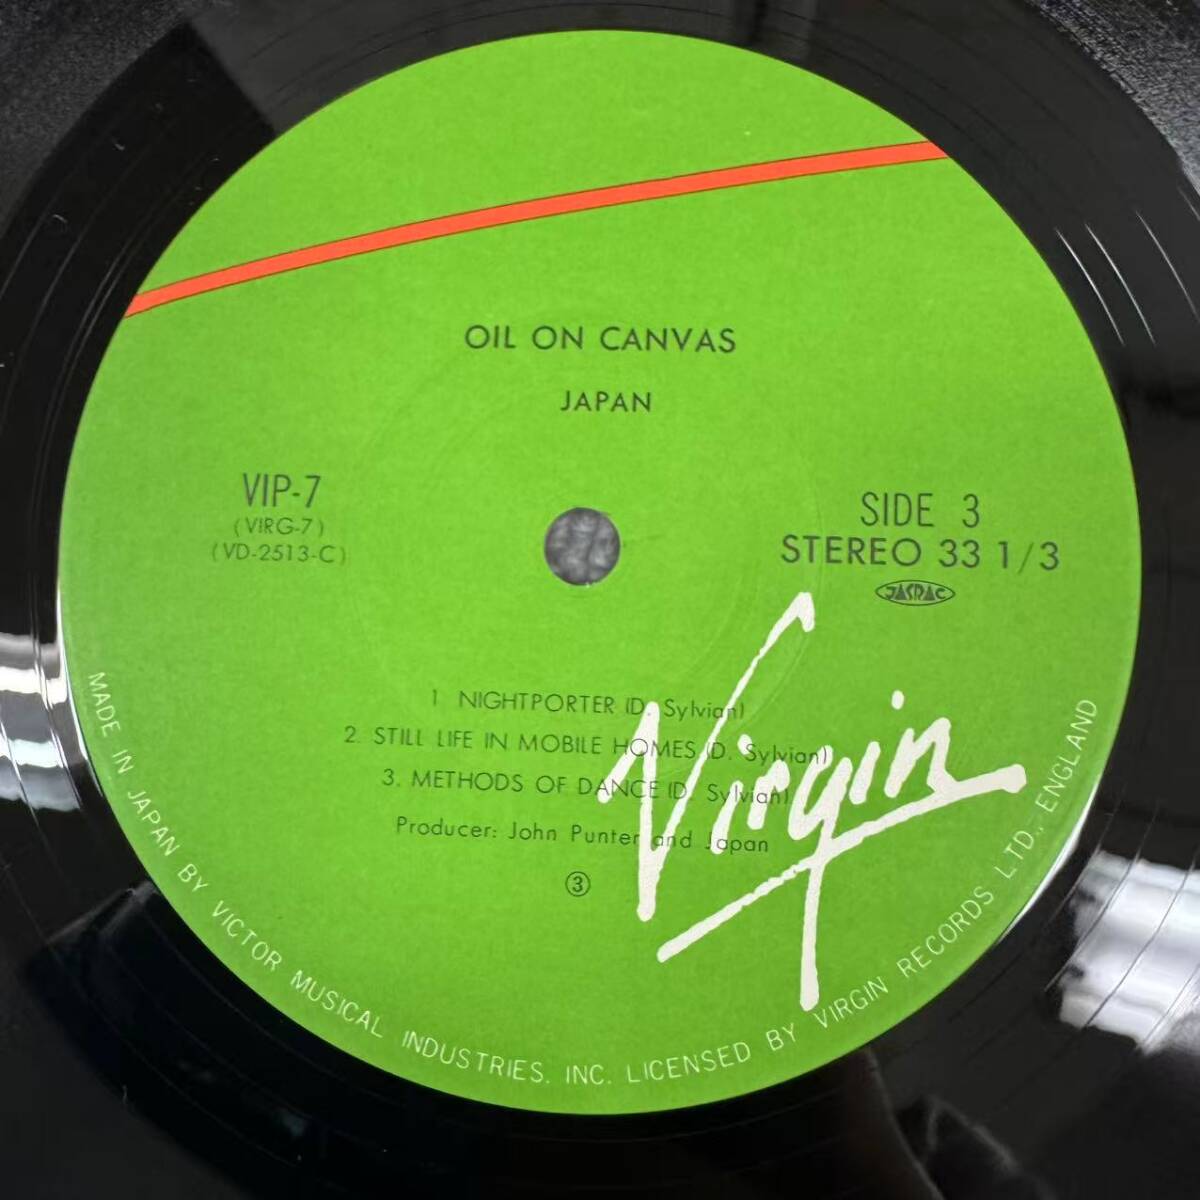 OIL ON CANVAS
JAPAN
VIP-7
(VIRG-7)
(VD-2513-C)
SIDE 3
STEREO 33 1/3
JASRAC
1 NIGHTPORTER (D. Sylvian)
2. STILL LIFE IN MOBILE HOMES (D. Sylvian)
3. METHODS OF DANCE (D. Sylvian)
Producer: John Punter and Japan
③
Virgin
MADE IN JAPAN BY VICTOR MUSICAL INDUSTRIES, INC. LICENSED BY VIRGIN RECORDS LTD., ENGLAND